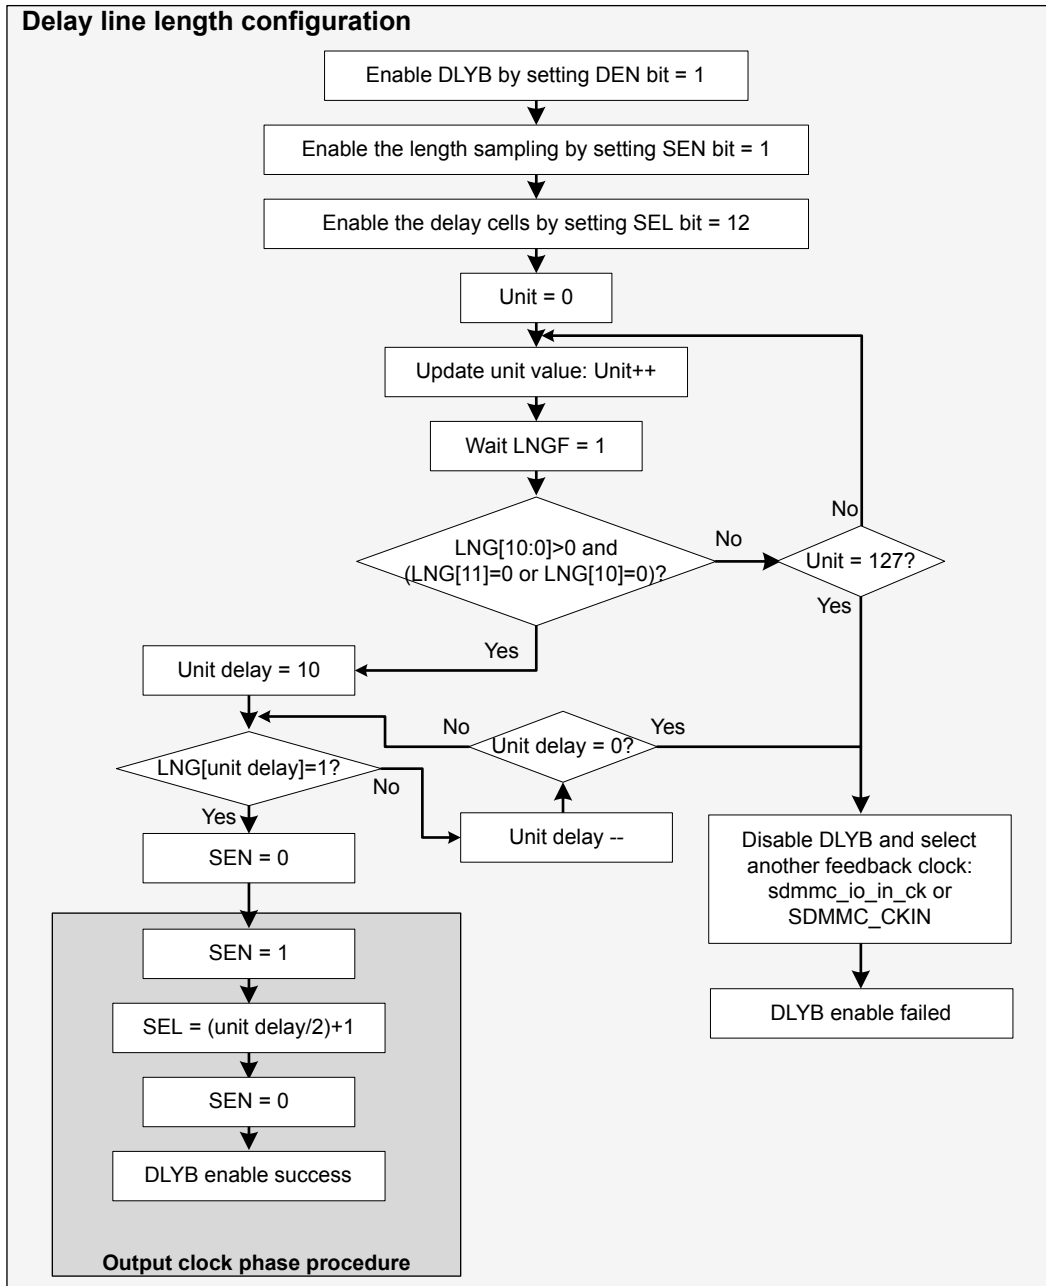 Delay line length configuration
Enable DLYB by setting DEN bit = 1
Enable the length sampling by setting SEN bit = 1
Enable the delay cells by setting SEL bit = 12
Unit = 0
Update unit value: Unit++
Wait LNGF = 1
LNG[10:0]>0 and
(LNG[11]=0 or LNG[10]=0)?
No
Unit = 127?
No
Yes
Yes
Unit delay = 10
No
Unit delay = 0?
Yes
LNG[unit delay]=1?
No
Yes
Unit delay --
SEN = 0
Disable DLYB and select
another feedback clock:
sdmmc_io_in_ck or
SDMMC_CKIN
DLYB enable failed
SEN = 1
SEL = (unit delay/2)+1
SEN = 0
DLYB enable success
Output clock phase procedure